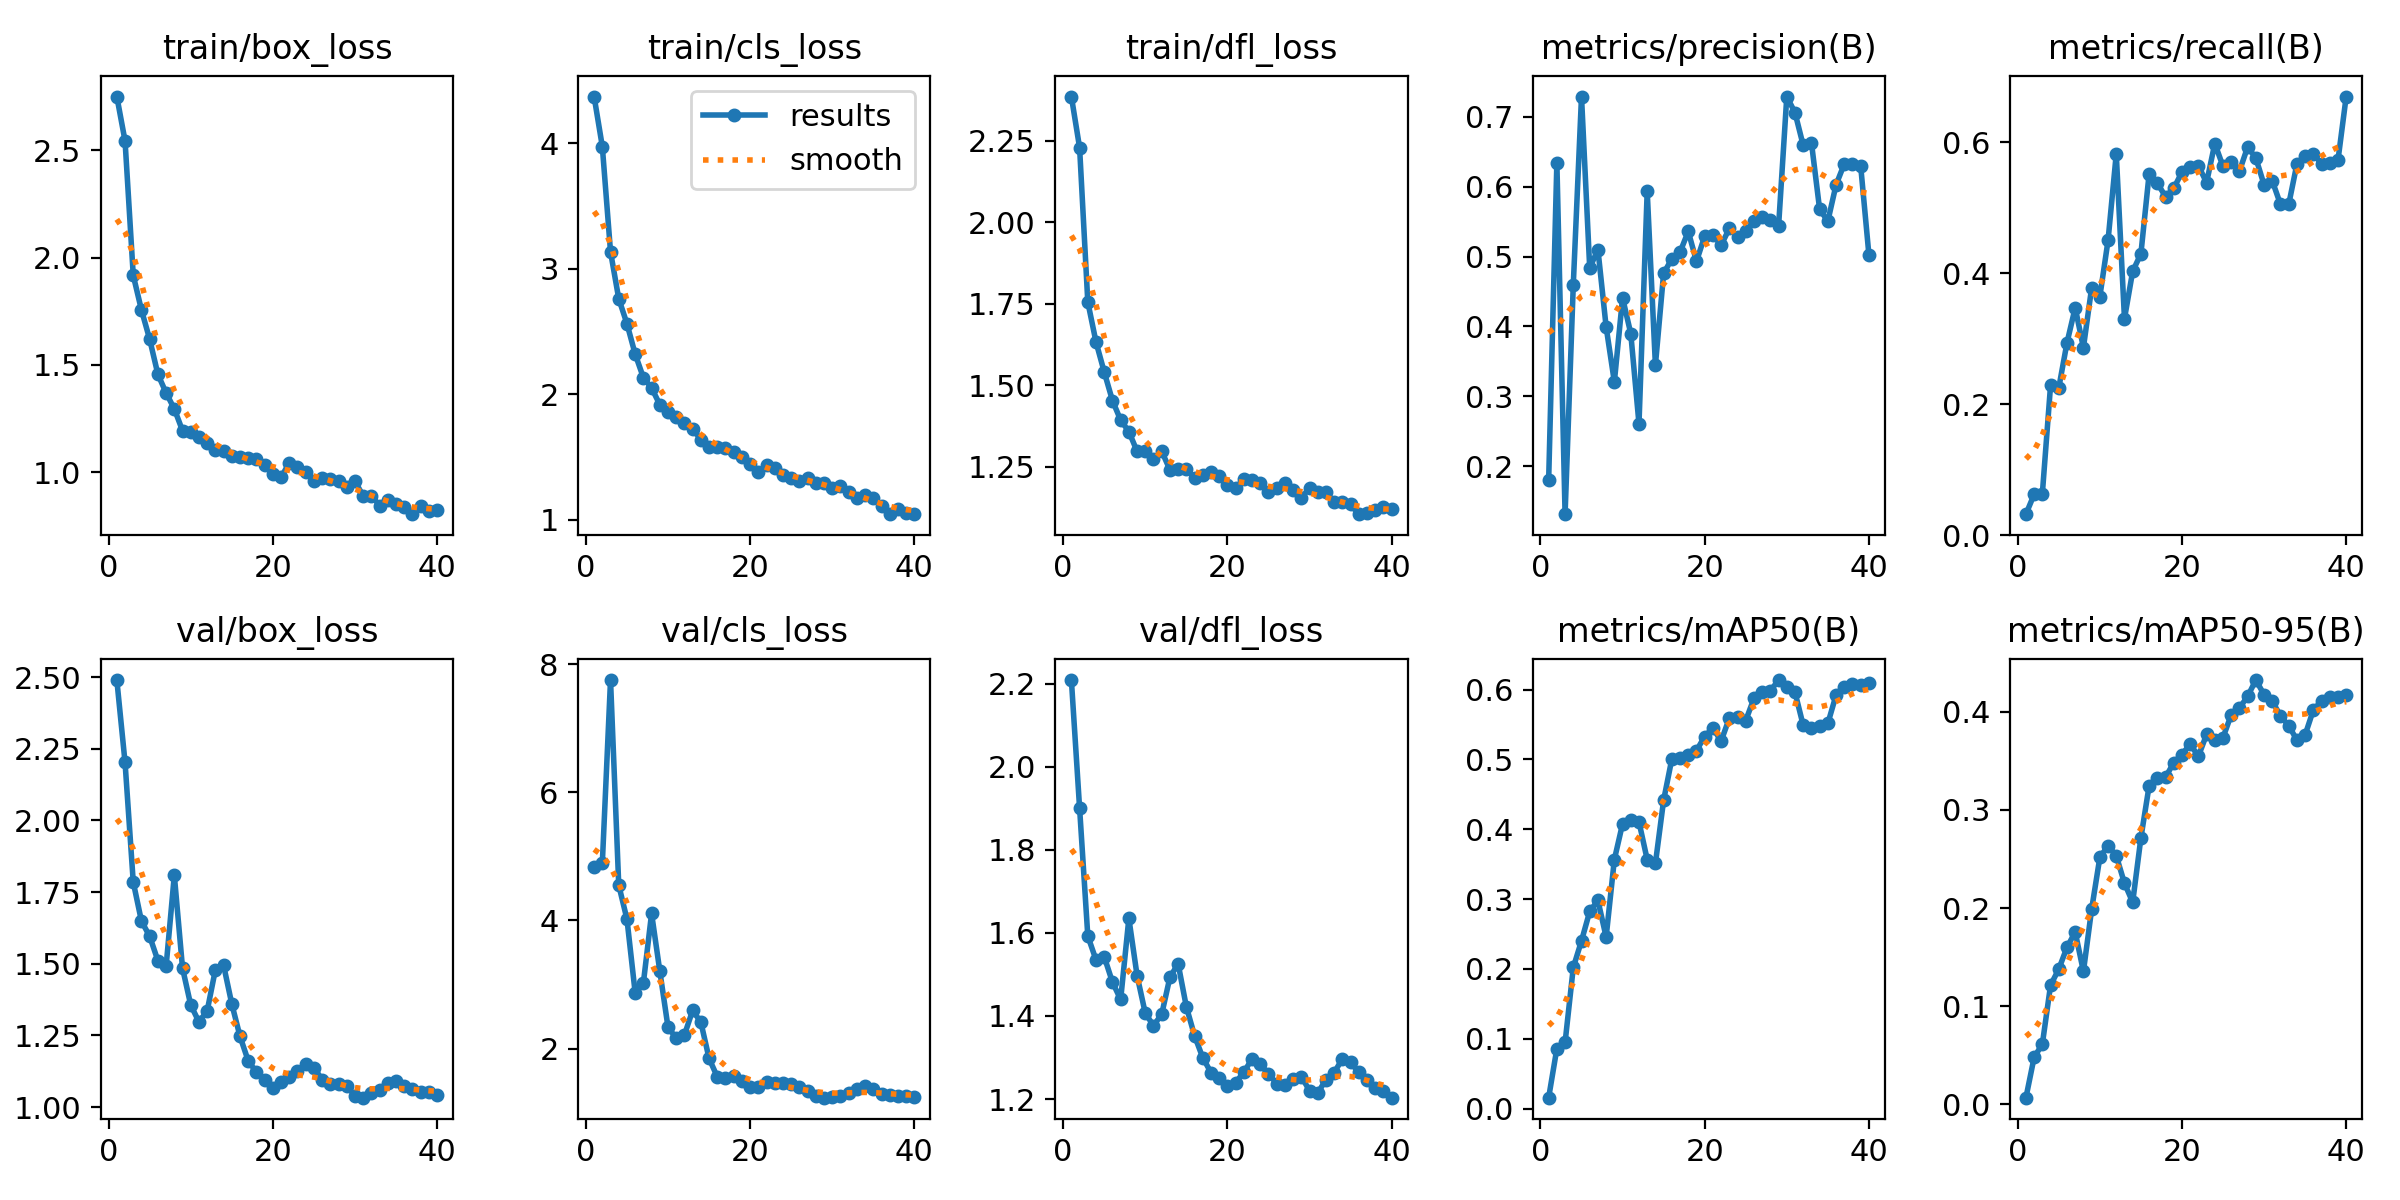 train/box_loss
2.5
2.0
1.5
1.0
0 20 40
train/cls_loss
results
smooth
4
3
2
1
0 20 40
train/dfl_loss
2.25
2.00
1.75
1.50
1.25
0 20 40
metrics/precision(B)
0.7
0.6
0.5
0.4
0.3
0.2
0 20 40
metrics/recall(B)
0.6
0.4
0.2
0.0
0 20 40
val/box_loss
2.50
2.25
2.00
1.75
1.50
1.25
1.00
0 20 40
val/cls_loss
8
6
4
2
0 20 40
val/dfl_loss
2.2
2.0
1.8
1.6
1.4
1.2
0 20 40
metrics/mAP50(B)
0.6
0.5
0.4
0.3
0.2
0.1
0.0
0 20 40
metrics/mAP50-95(B)
0.4
0.3
0.2
0.1
0.0
0 20 40